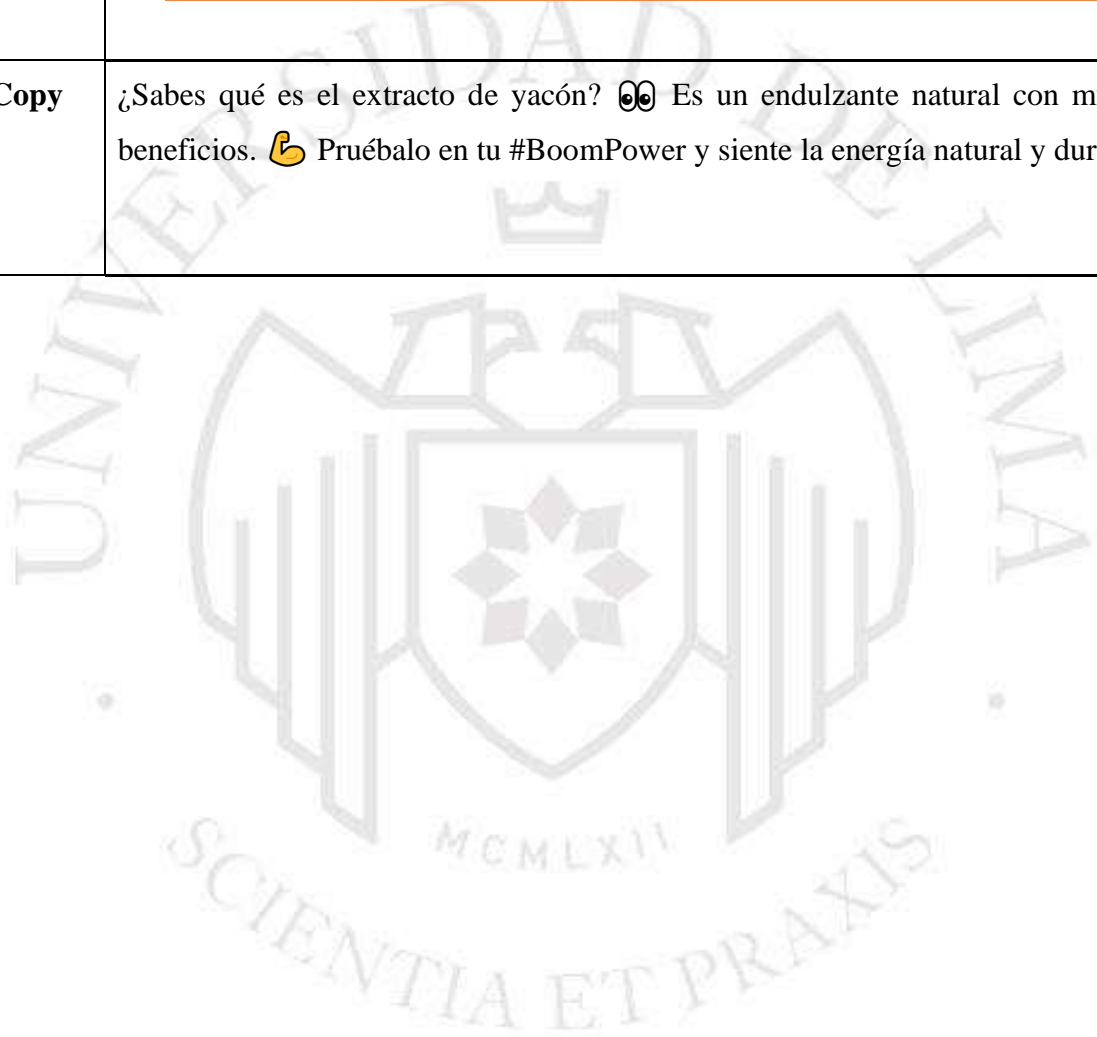 Copy
¿Sabes qué es el extracto de yacón? 👀 Es un endulzante natural con
beneficios. 💪 Pruébalo en tu #BoomPower y siente la energía natural y
UNIVERSIDAD DE LIMA
MCMLXII
SCIENTIA ET PRAXIS